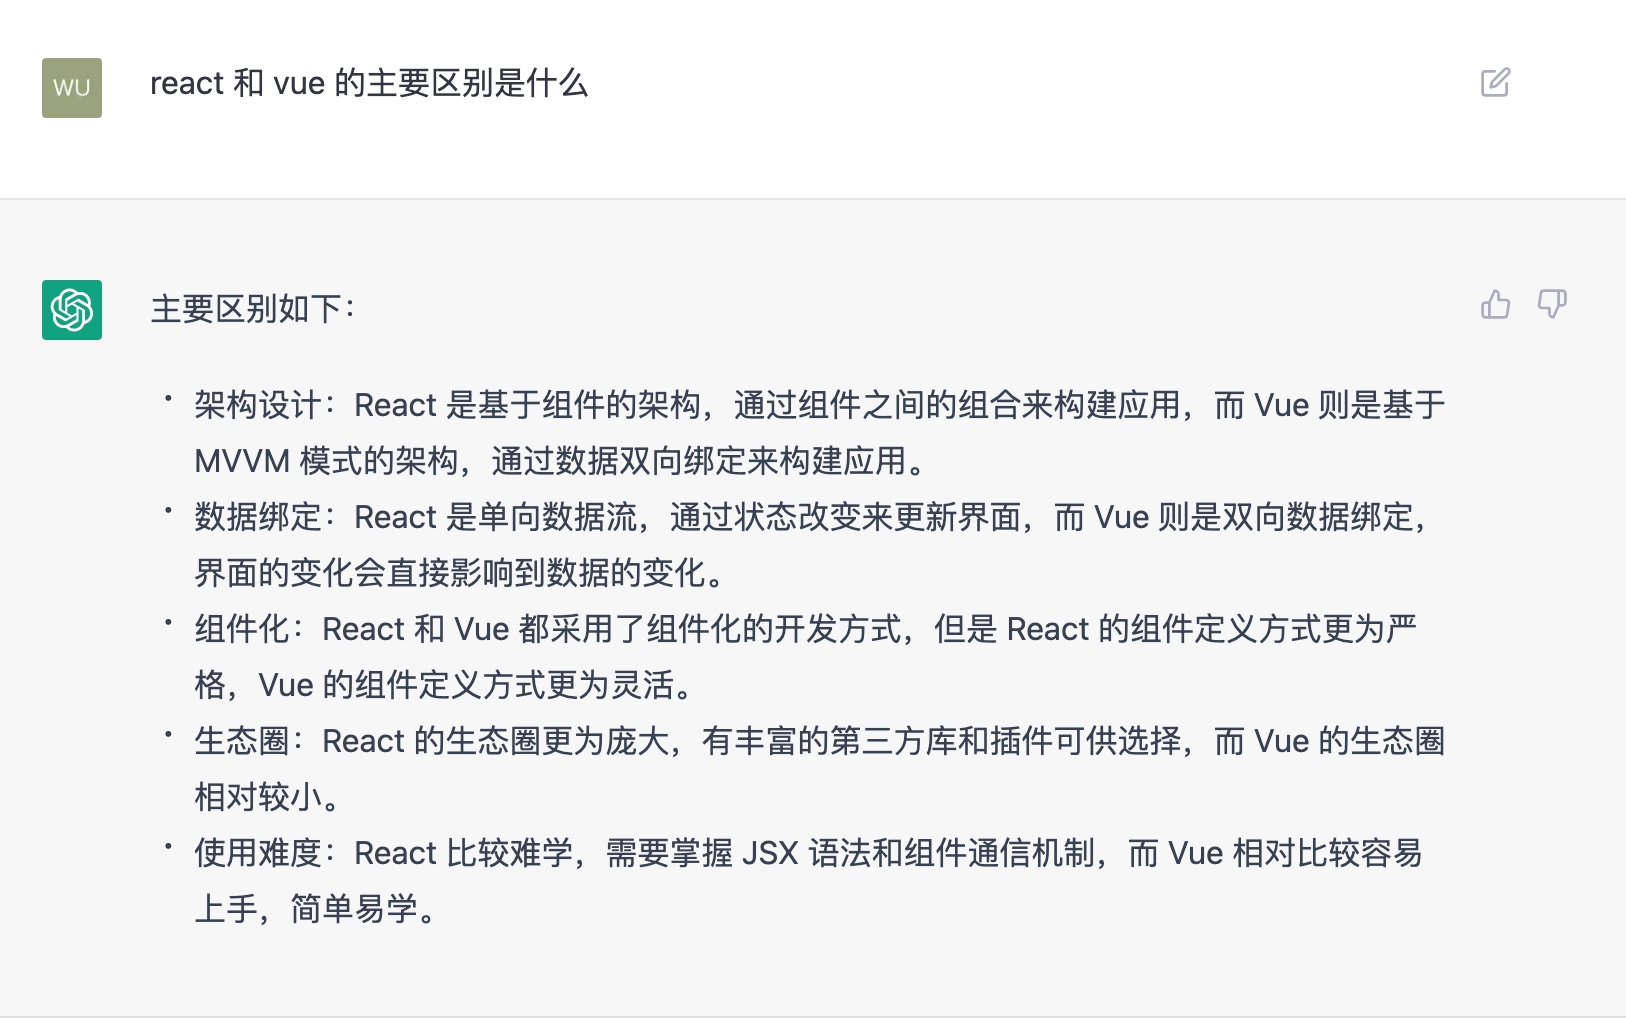 WU
react 和 vue 的主要区别是什么
主要区别如下：
• 架构设计：React 是基于组件的架构，通过组件之间的组合来构建应用，而 Vue 则是基于
MVVM 模式的架构，通过数据双向绑定来构建应用。
• 数据绑定：React 是单向数据流，通过状态改变来更新界面，而 Vue 则是双向数据绑定，
界面的变化会直接影响到数据的变化。
• 组件化：React 和 Vue 都采用了组件化的开发方式，但是 React 的组件定义方式更为严
格，Vue 的组件定义方式更为灵活。
• 生态圈：React 的生态圈更为庞大，有丰富的第三方库和插件可供选择，而 Vue 的生态圈
相对较小。
• 使用难度：React 比较难学，需要掌握 JSX 语法和组件通信机制，而 Vue 相对比较容易
上手，简单易学。